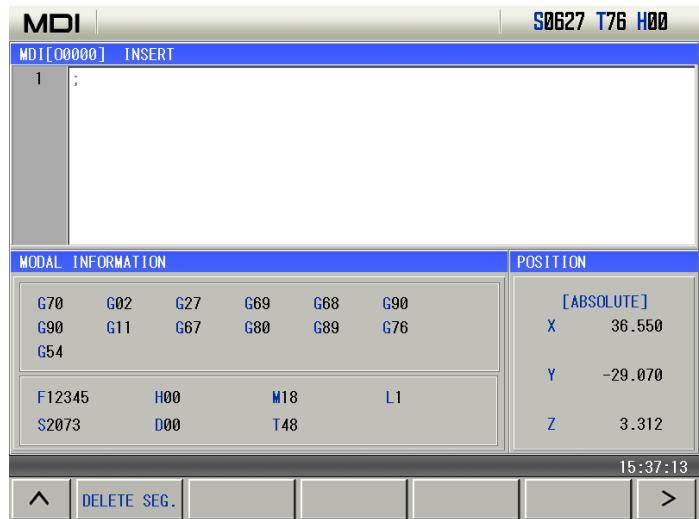 MDI S0627 T76 H00
MDI[O0000] INSERT
1 ;
MODAL INFORMATION POSITION
G70 G02 G27 G69 G68 G90 [ABSOLUTE]
G90 G11 G67 G80 G89 G76 X 36.550
G54
Y -29.070
F12345 H00 M18 L1
S2073 D00 T48 Z 3.312
15:37:13
^ DELETE SEG. >